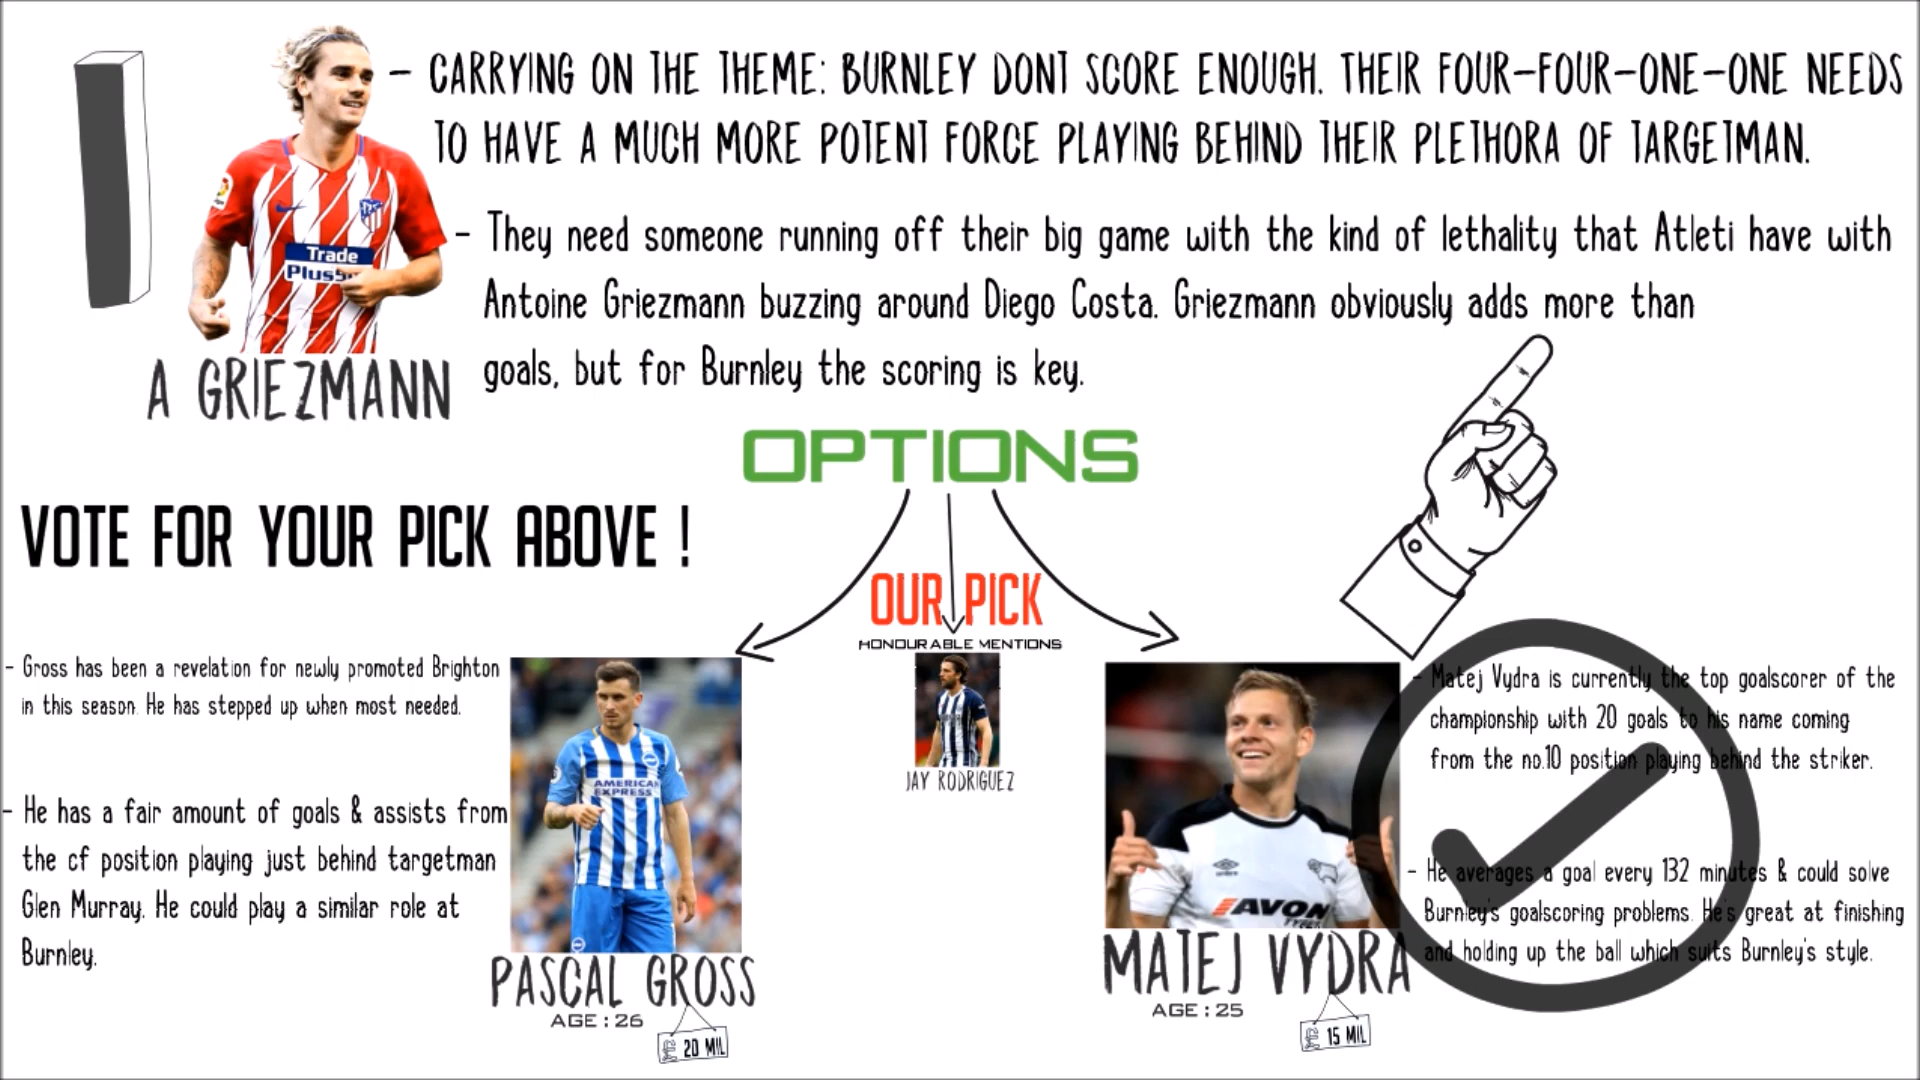 - CARRYING ON THE THEME: BURNLEY DONT SCORE ENOUGH. THEIR FOUR-FOUR-ONE-ONE NEEDS
TO HAVE A MUCH MORE POTENT FORCE PLAYING BEHIND THEIR PLETHORA OF TARGETMAN.
- They need someone running off their big game with the kind of lethality that Atleti have with
Antoine Griezmann buzzing around Diego Costa. Griezmann obviously adds more than
goals, but for Burnley the scoring is key.
Trade
Plus5
A GRIEZMANN
OPTIONS
VOTE FOR YOUR PICK ABOVE !
OUR PICK
HONOURABLE MENTIONS
JAY RODRIGUEZ
- Gross has been a revelation for newly promoted Brighton
in this season. He has stepped up when most needed.
- He has a fair amount of goals & assists from
the cf position playing just behind targetman
Glen Murray. He could play a similar role at
Burnley.
AMERICAN
EXPRESS
PASCAL GROSS
AGE : 26
£ 20 MIL
- Matej Vydra is currently the top goalscorer of the
championship with 20 goals to his name coming
from the no.10 position playing behind the striker.
- He averages a goal every 132 minutes & could solve
Burnley's goalscoring problems. He's great at finishing
and holding up the ball which suits Burnley's style.
AVON
TYRES
MATEJ VYDRA
AGE : 25
£ 15 MIL